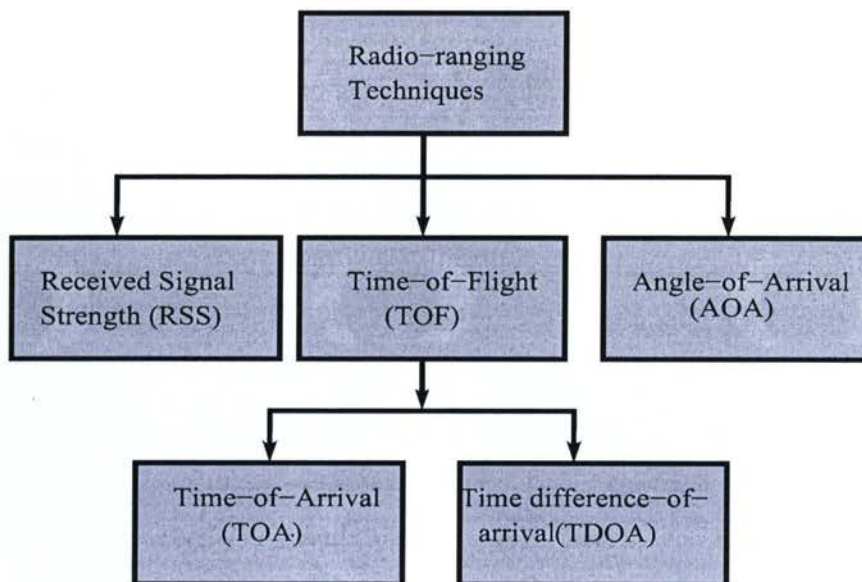 Radio−ranging
Techniques
Received Signal
Strength (RSS)
Time−of−Flight
(TOF)
Angle−of−Arrival
(AOA)
Time−of−Arrival
(TOA)
Time difference−of−
arrival(TDOA)